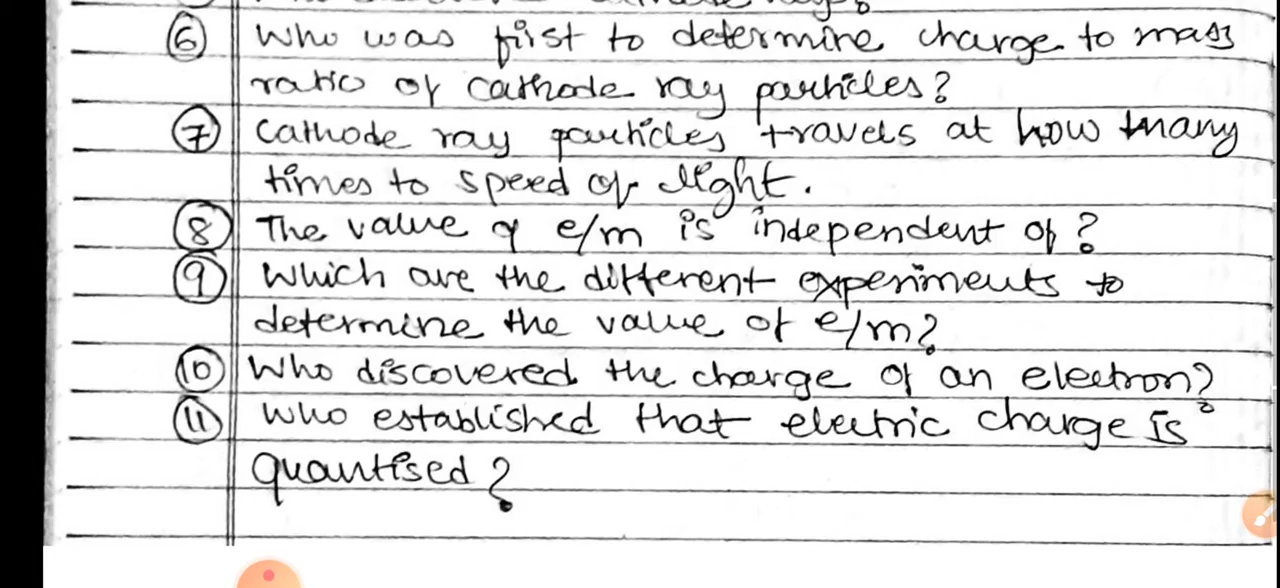 6 Who was first to determine charge to mass
ratio of cathode ray particles?
7 Cathode ray particles travels at how many
times to speed of light.
8 The value of e/m is independent of?
9 Which are the different experiments to
determine the value of e/m?
10 Who discovered the charge of an electron?
11 Who established that electric charge is
quantised?